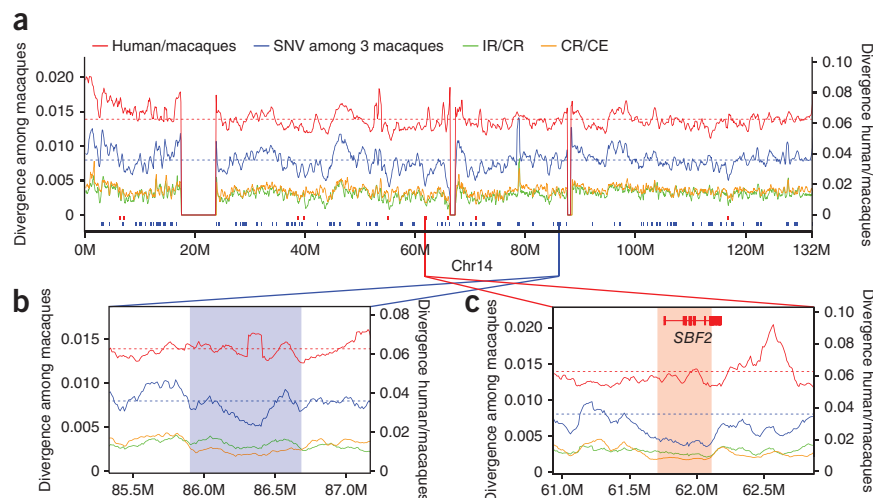 a
Human/macaques SNV among 3 macaques IR/CR CR/CE
Divergence among macaques
0.020
0.015
0.010
0.005
0
0.10
0.08
0.06
0.04
0.02
0
Divergence human/macaques
0M 20M 40M 60M 80M 100M 120M 132M
Chr14
b
Divergence among macaques
0.015
0.010
0.005
0
0.08
0.06
0.04
0.02
0
Divergence human/macaques
85.5M 86.0M 86.5M 87.0M
c
Divergence among macaques
0.020
0.015
0.010
0.005
0
SBF2
0.10
0.08
0.06
0.04
0.02
0
Divergence human/macaques
61.0M 61.5M 62.0M 62.5M